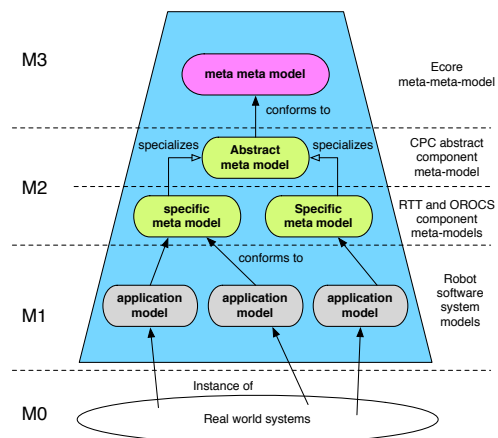 M3
meta meta model
Ecore
meta-meta-model
conforms to
specializes
Abstract
meta model
specializes
CPC abstract
component
meta-model
M2
specific
meta model
Specific
meta model
RTT and OROCS
component
meta-models
conforms to
M1
application
model
application
model
application
model
Robot
software
system
models
Instance of
M0
Real world systems